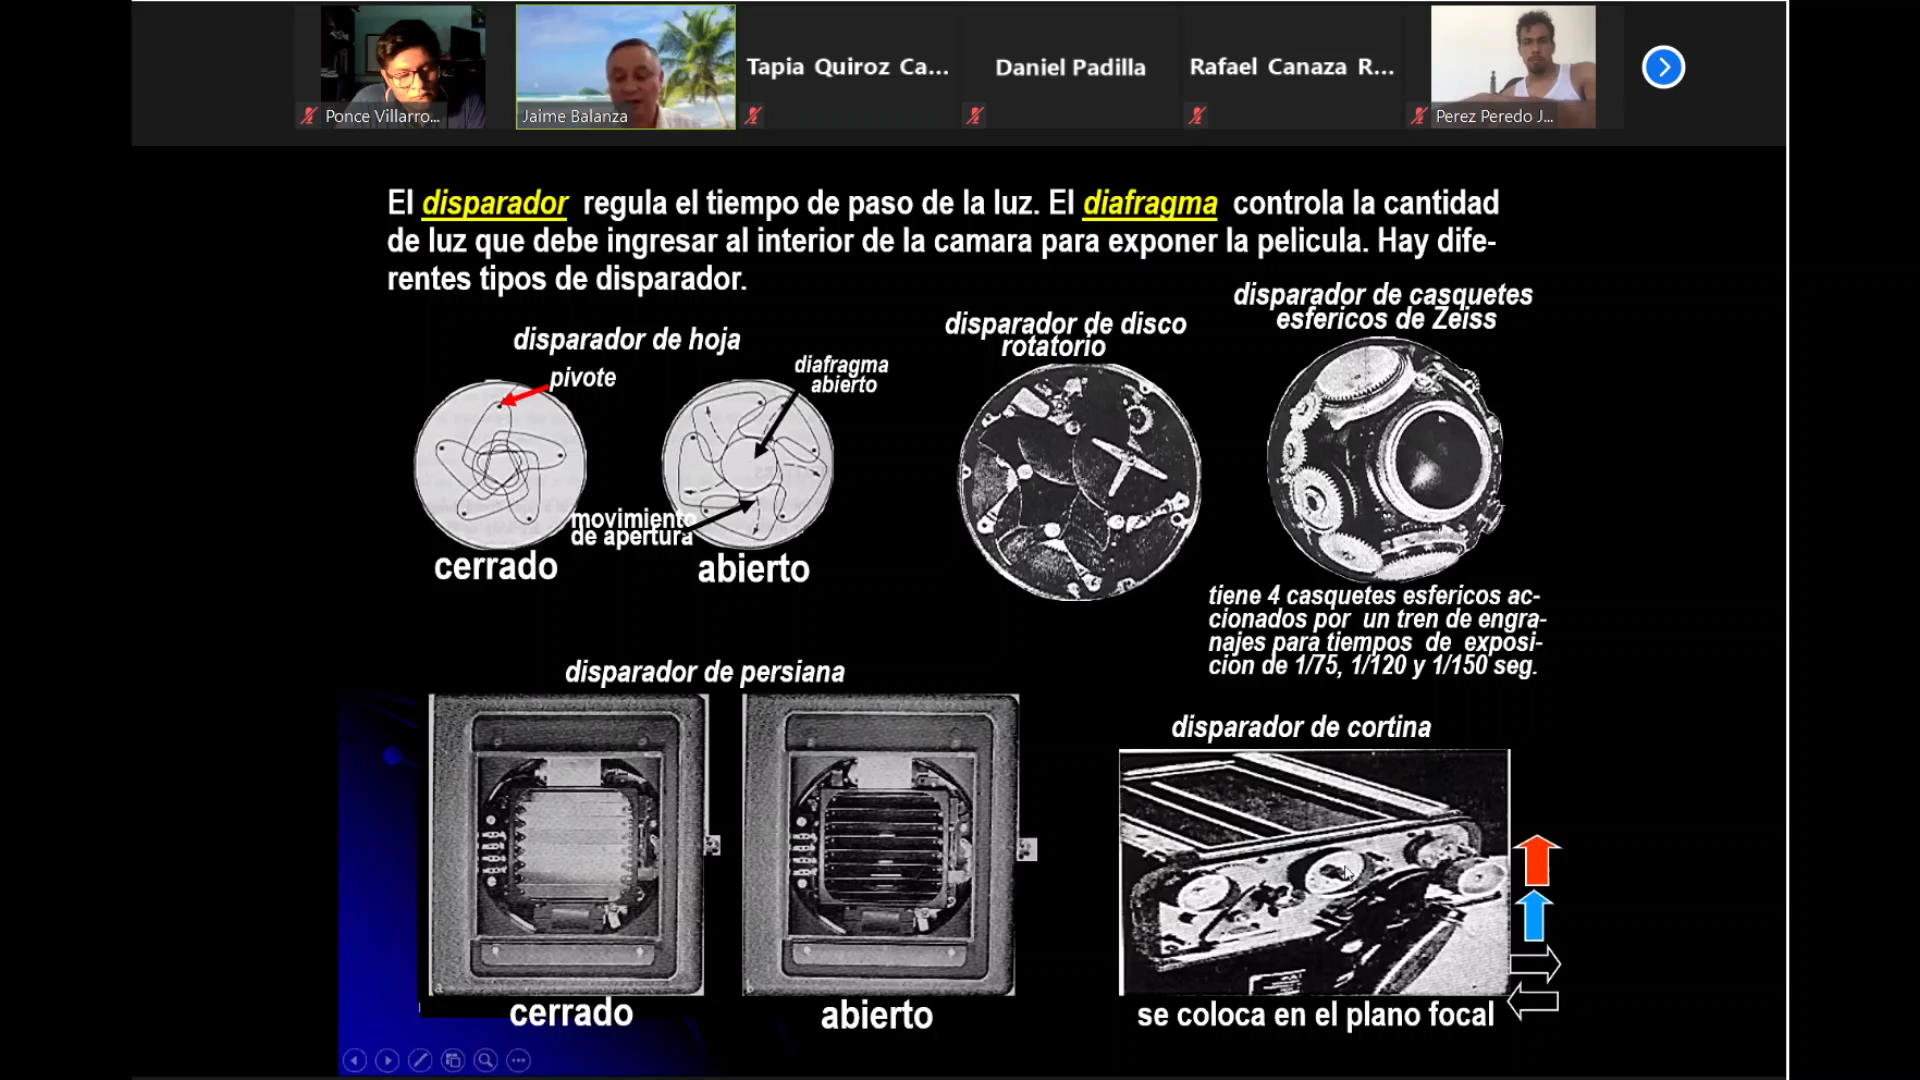 Ponce Villarro...
Jaime Balanza
Tapia Quiroz Ca...
Daniel Padilla
Rafael Canaza R...
Perez Peredo J...
El disparador regula el tiempo de paso de la luz. El diafragma controla la cantidad
de luz que debe ingresar al interior de la camara para exponer la pelicula. Hay dife-
rentes tipos de disparador.
disparador de hoja
pivote
diafragma
abierto
movimiento
de apertura
cerrado
abierto
disparador de disco
rotatorio
disparador de casquetes
esfericos de Zeiss
tiene 4 casquetes esfericos ac-
cionados por un tren de engra-
najes para tiempos de exposi-
cion de 1/75, 1/120 y 1/150 seg.
disparador de persiana
cerrado
abierto
disparador de cortina
se coloca en el plano focal